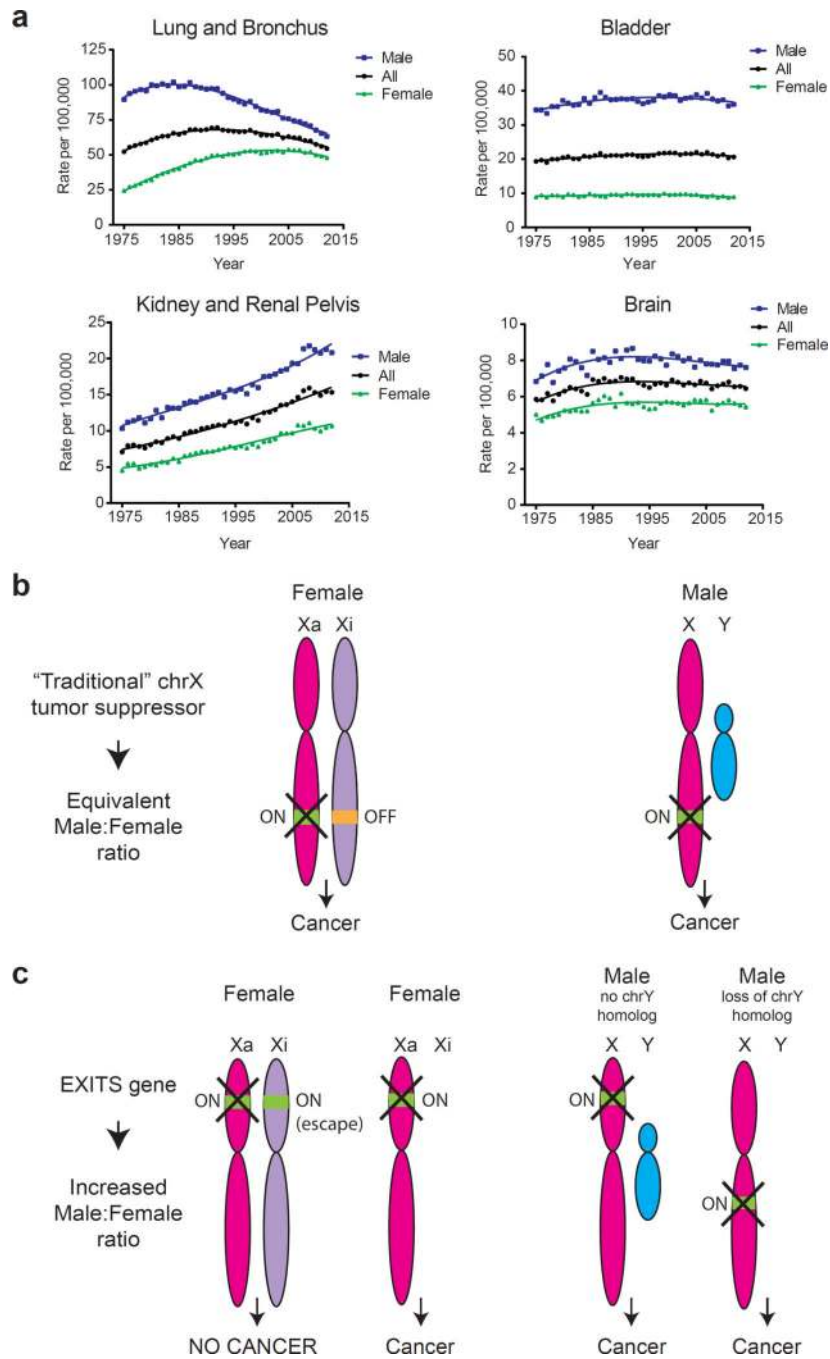 a
Lung and Bronchus
Rate per 100,000
125
100
75
50
25
0
1975 1985 1995 2005 2015
Year
Male
All
Female
Bladder
Rate per 100,000
50
40
30
20
10
0
1975 1985 1995 2005 2015
Year
Male
All
Female
Kidney and Renal Pelvis
Rate per 100,000
25
20
15
10
5
0
1975 1985 1995 2005 2015
Year
Male
All
Female
Brain
Rate per 100,000
8
6
4
2
0
1975 1985 1995 2005 2015
Year
Male
All
Female
b
"Traditional" chrX
tumor suppressor
Equivalent
Male:Female
ratio
Female
Xa Xi
ON OFF
Cancer
Male
X Y
ON
Cancer
c
EXITS gene
Increased
Male:Female
ratio
Female
Xa Xi
ON ON
(escape)
NO CANCER
Female
Xa Xi
ON
Cancer
Male
no chrY
homolog
X Y
ON
Cancer
Male
loss of chrY
homolog
X Y
ON
Cancer